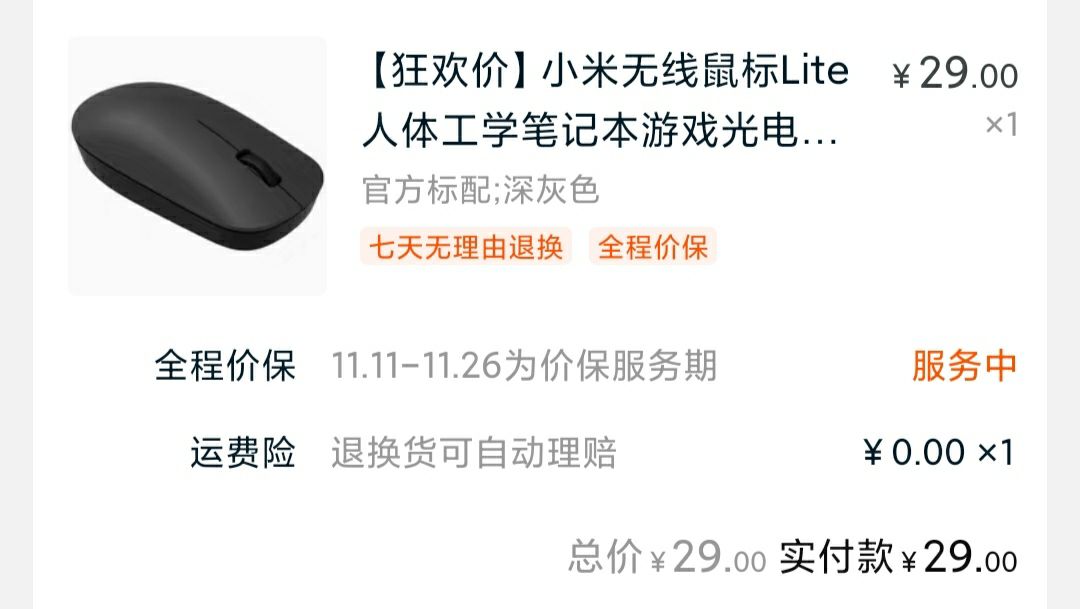 【狂欢价】小米无线鼠标Lite ¥29.00
人体工学笔记本游戏光电... ×1
官方标配;深灰色
七天无理由退换 全程价保
全程价保 11.11-11.26为价保服务期 服务中
运费险 退换货可自动理赔 ¥0.00 ×1
总价¥29.00 实付款¥29.00